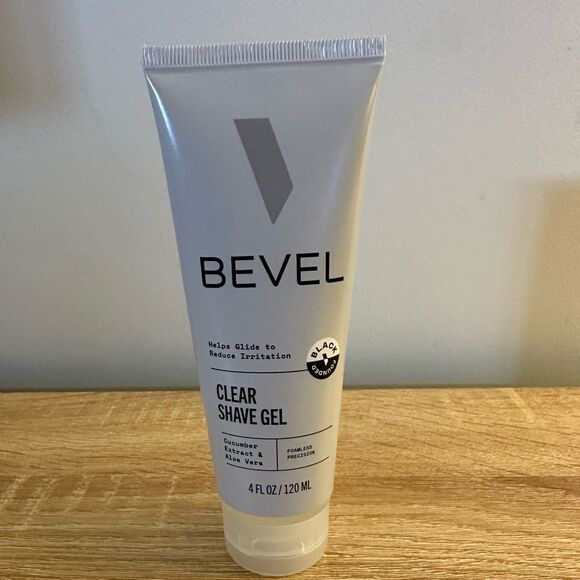 BEVEL
Helps Glide to
Reduce Irritation
BLACK
FOUNDED
CLEAR
SHAVE GEL
Cucumber
Extract &
Aloe Vera
FOAMLESS
PRECISION
4 FL OZ / 120 ML